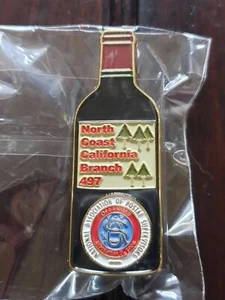 North
Coast
California
Branch
497
NATIONAL ASSOCIATION OF POSTAL SUPERVISORS